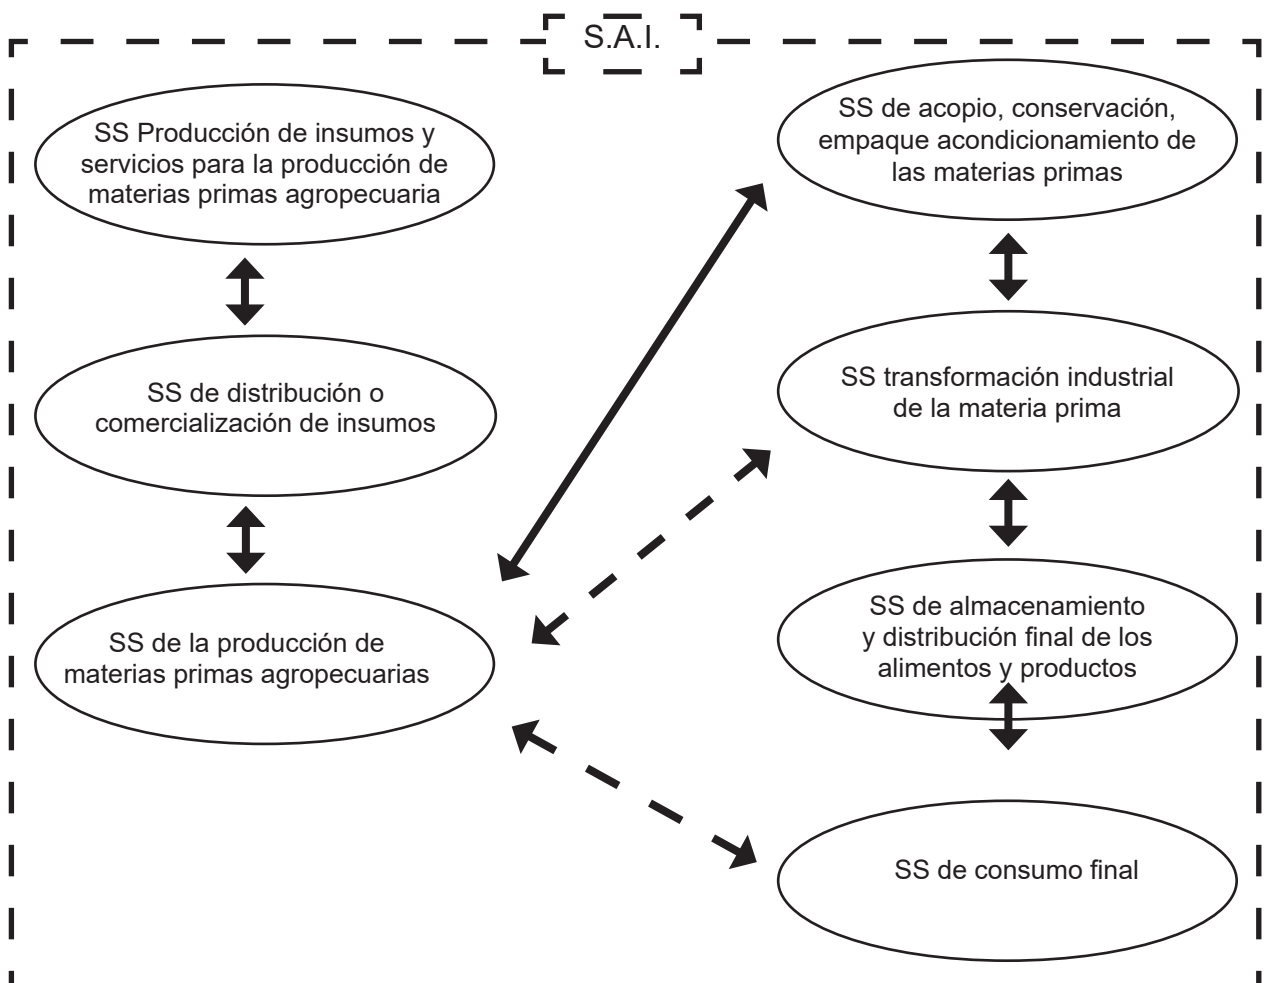 S.A.I.
SS Producción de insumos y
servicios para la producción de
materias primas agropecuaria
SS de distribución o
comercialización de insumos
SS de la producción de
materias primas agropecuarias
SS de acopio, conservación,
empaque acondicionamiento de
las materias primas
SS transformación industrial
de la materia prima
SS de almacenamiento
y distribución final de los
alimentos y productos
SS de consumo final